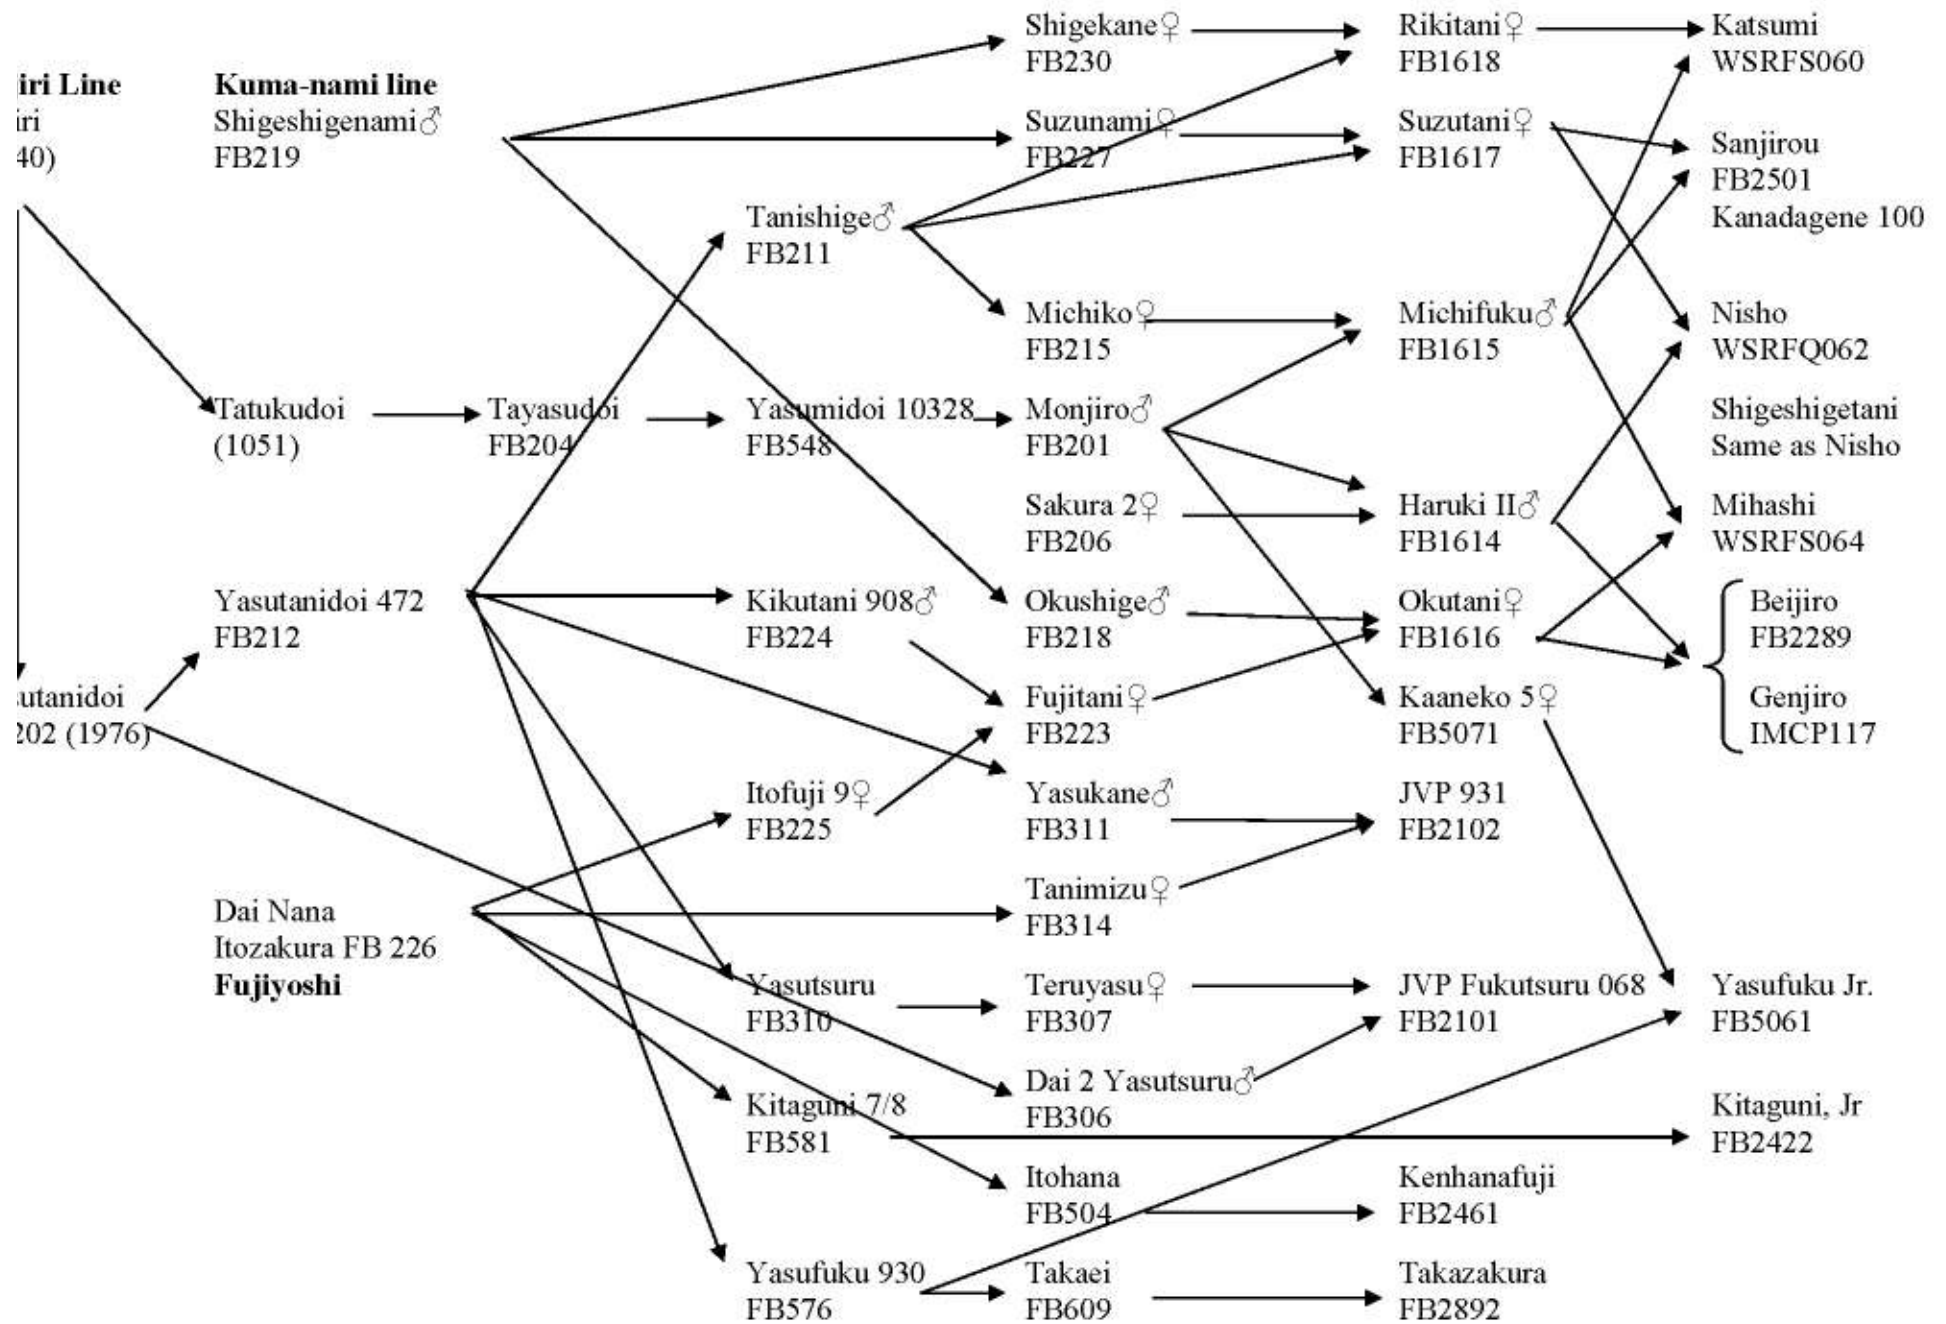 iri Line
iri
40)
utanidoi
202 (1976)
Kuma-nami line
Shigeshigenami♂
FB219
Tatukudoi
(1051)
Yasutanidoi 472
FB212
Dai Nana
Itozakura FB 226
Fujiyoshi
Tayasudoi
FB204
Tanishige♂
FB211
Yasumidoi 10328
FB548
Kikutani 908♂
FB224
Itofuji 9♀
FB225
Yasutsuru
FB310
Kitaguni 7/8
FB581
Yasufuku 930
FB576
Shigekane♀
FB230
Suzunami♀
FB227
Michiko♀
FB215
Monjiro♂
FB201
Sakura 2♀
FB206
Okushige♂
FB218
Fujitani♀
FB223
Yasukane♂
FB311
Tanimizu♀
FB314
Teruyasu♀
FB307
Dai 2 Yasutsuru♂
FB306
Itohana
FB504
Takaei
FB609
Rikitani♀
FB1618
Suzutani♀
FB1617
Michifuku♂
FB1615
Haruki II♂
FB1614
Okutani♀
FB1616
Kaaneko 5♀
FB5071
JVP 931
FB2102
JVP Fukutsuru 068
FB2101
Kenhanafuji
FB2461
Takazakura
FB2892
Katsumi
WSRFS060
Sanjirou
FB2501
Kanadagene 100
Nisho
WSRFQ062
Shigeshigetani
Same as Nisho
Mihashi
WSRFS064
Beijiro
FB2289
Genjiro
IMCP117
Yasufuku Jr.
FB5061
Kitaguni, Jr
FB2422